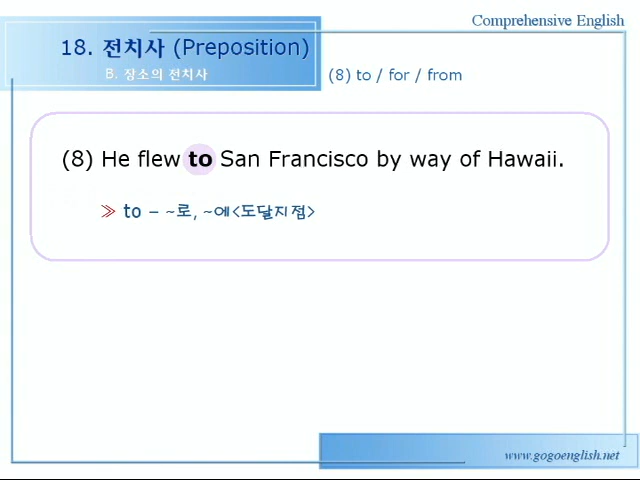 Comprehensive English
18. 전치사 (Preposition)
B. 장소의 전치사
(8) to / for / from
(8) He flew to San Francisco by way of Hawaii.
≫ to – ~로, ~에<도달지점>
www.gogoenglish.net